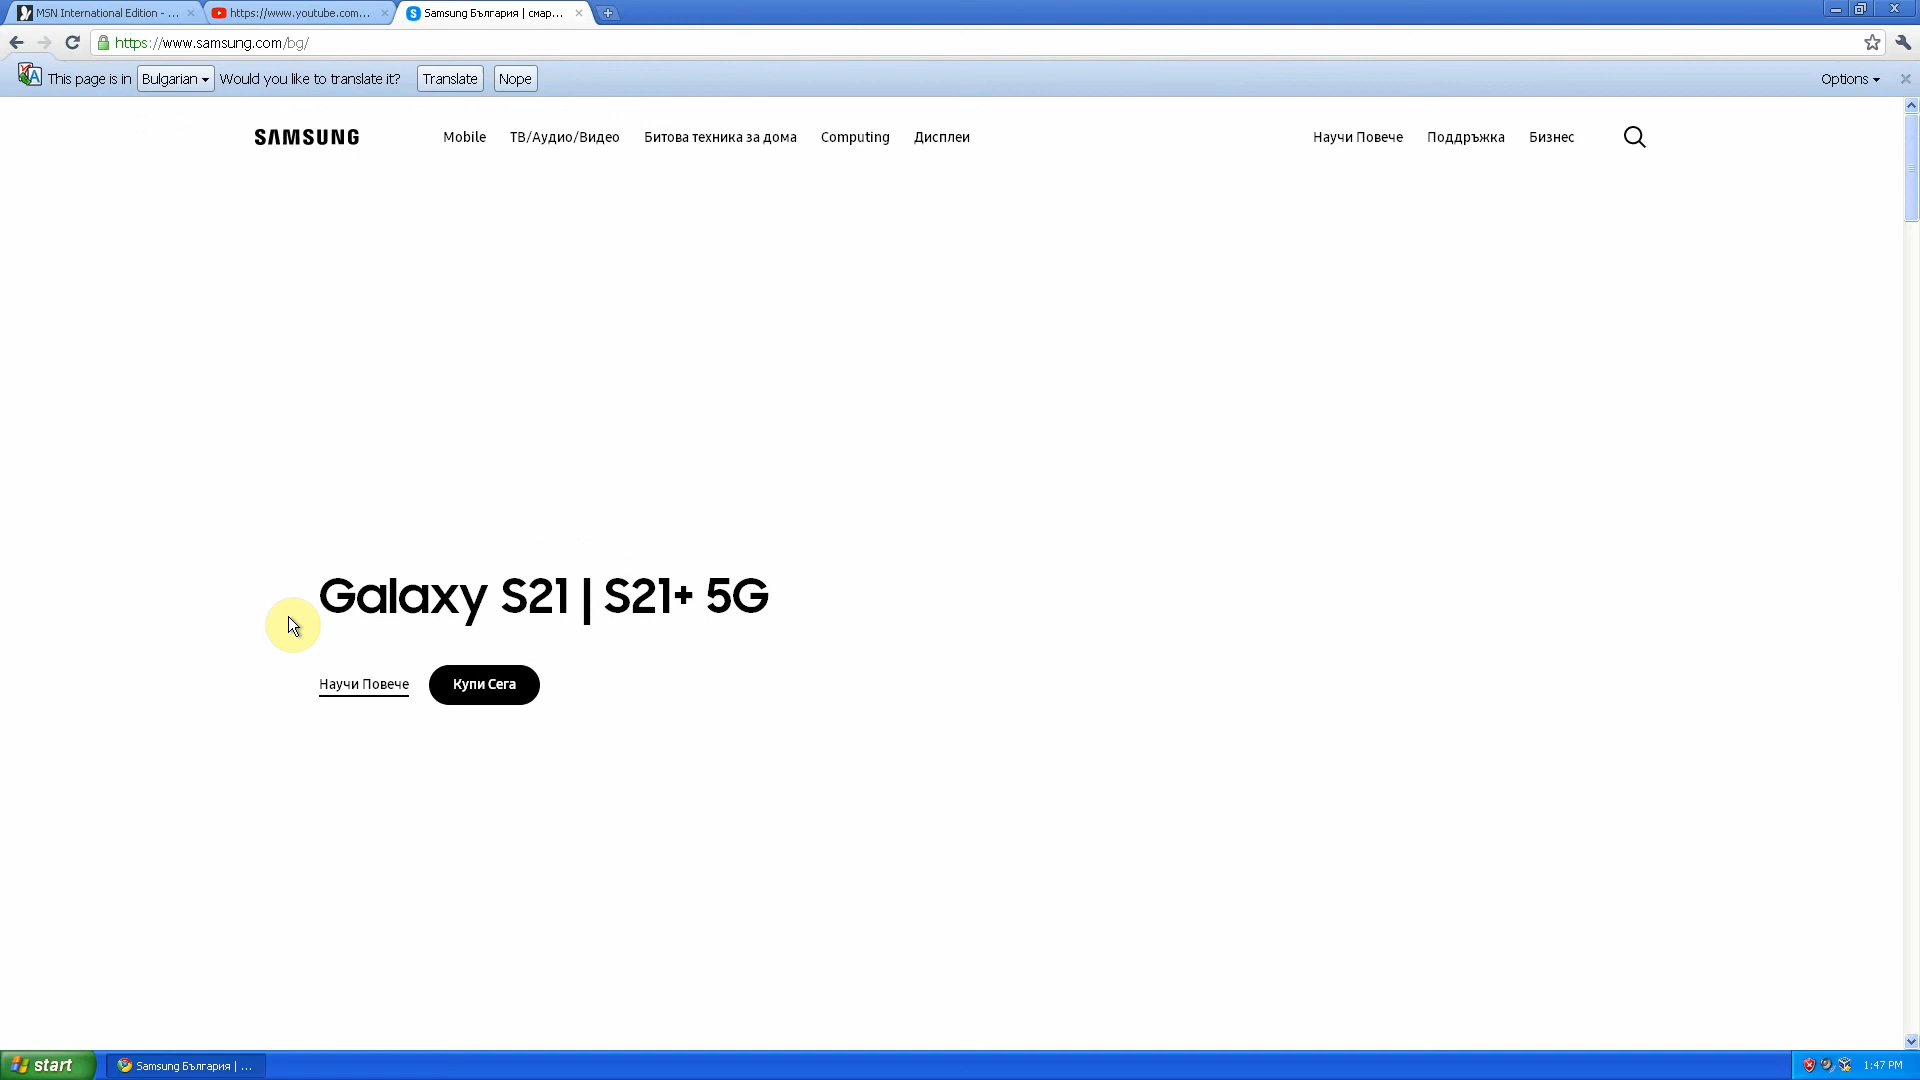 MSN International Edition - ...
https://www.youtube.com...
Samsung България | смар...
https://www.samsung.com/bg/
This page is in Bulgarian Would you like to translate it? Translate Nope Options
SAMSUNG Mobile ТВ/Аудио/Видео Битова техника за дома Computing Дисплеи Научи Повече Поддръжка Бизнес
Galaxy S21 | S21+ 5G
Научи Повече Купи Сега
start Samsung България | ... 1:47 PM